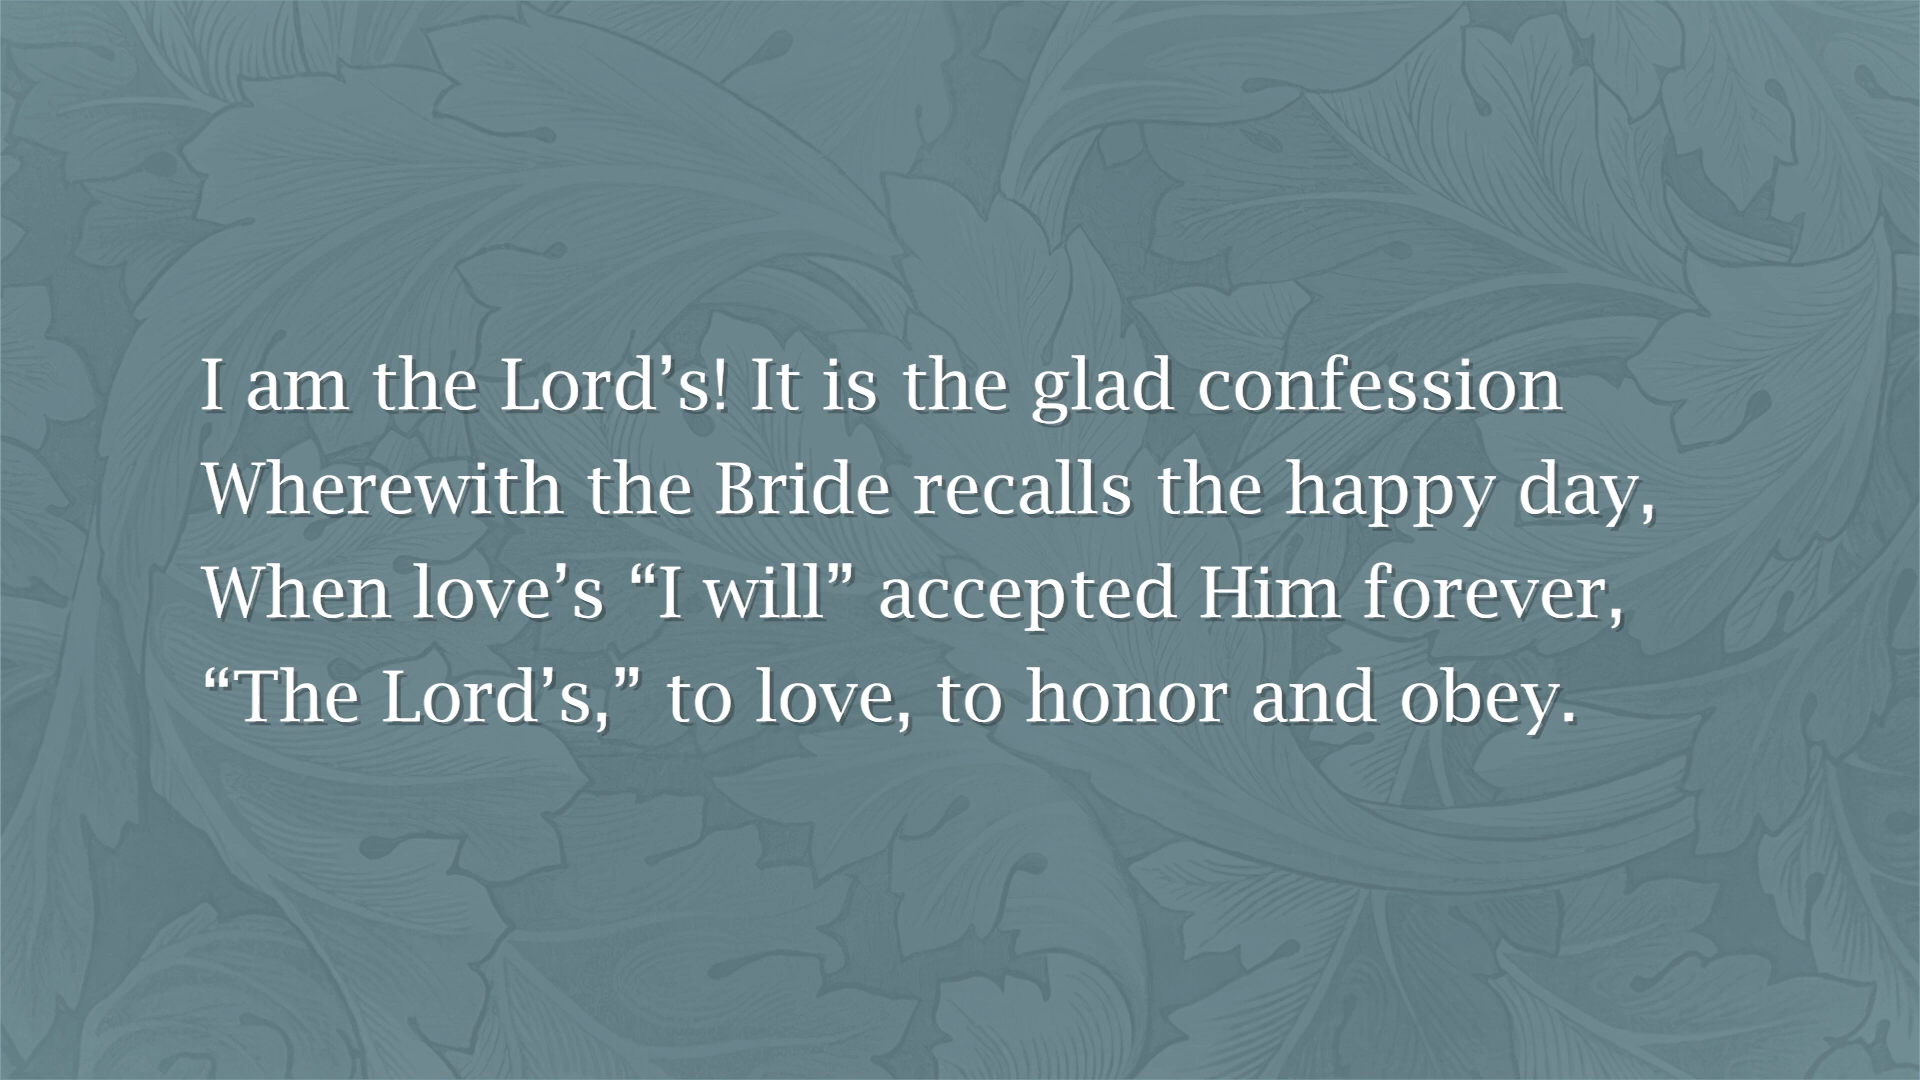 I am the Lord’s! It is the glad confession
Wherewith the Bride recalls the happy day,
When love’s “I will” accepted Him forever,
“The Lord’s,” to love, to honor and obey.